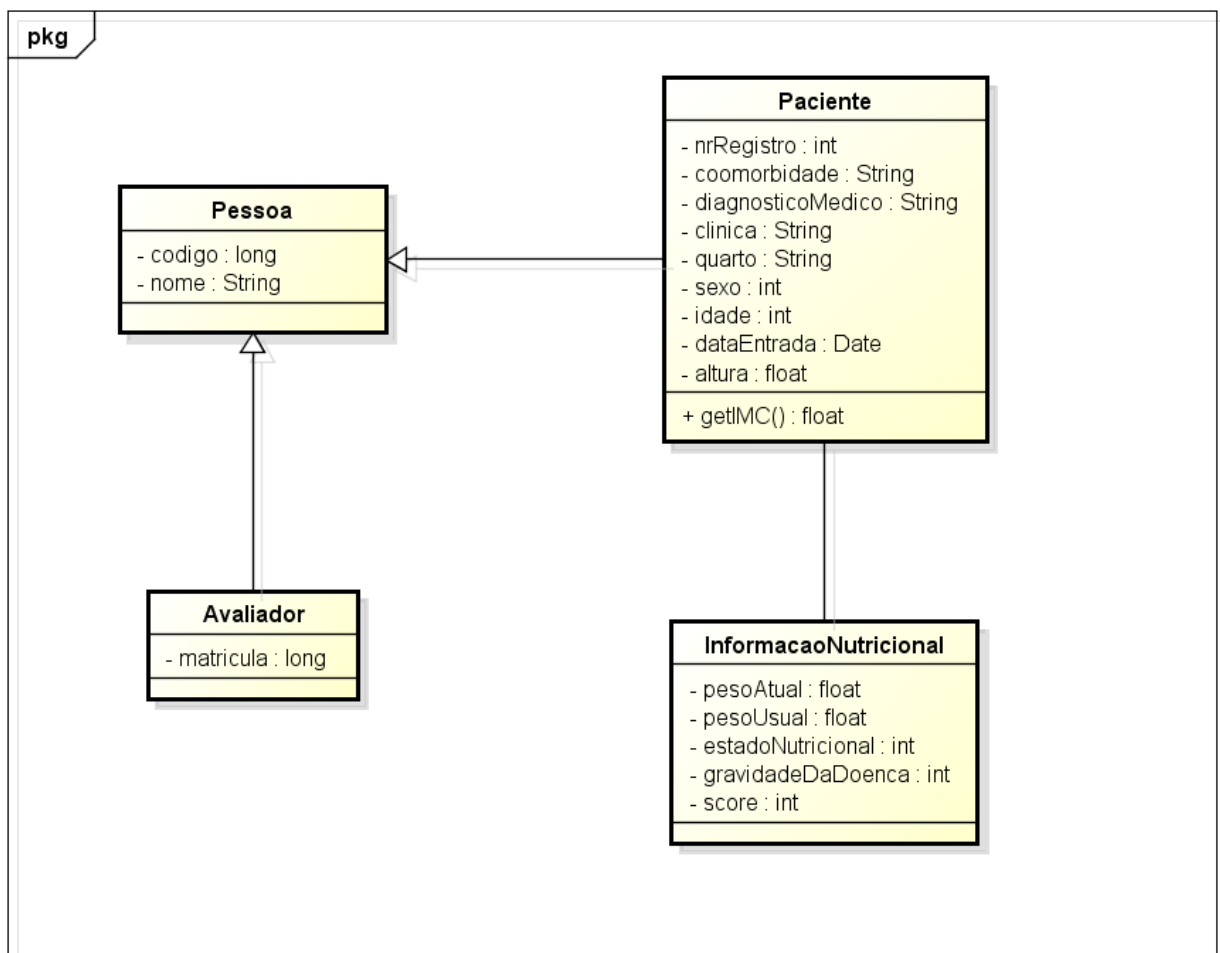 pkg
Pessoa
- codigo : long
- nome : String
Paciente
- nrRegistro : int
- coomorbidade : String
- diagnosticoMedico : String
- clinica : String
- quarto : String
- sexo : int
- idade : int
- dataEntrada : Date
- altura : float
+ getIMC() : float
Avaliador
- matricula : long
InformacaoNutricional
- pesoAtual : float
- pesoUsual : float
- estadoNutricional : int
- gravidadeDaDoenca : int
- score : int